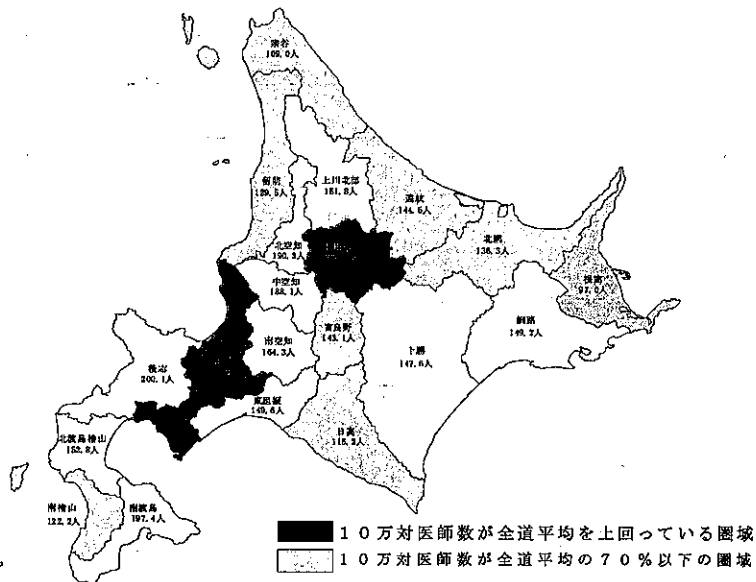 宗谷
109.0人
留萌
129.5人
上川北部
151.8人
遠紋
144.5人
北網
136.3人
北空知
190.3人
根室
97.0人
中空知
188.1人
釧路
149.2人
富良野
143.1人
南空知
164.3人
十勝
147.6人
後志
200.1人
東胆振
149.6人
日高
115.2人
北渡島檜山
152.8人
南檜山
122.2人
南渡島
197.4人
10万対医師数が全道平均を上回っている圏域
10万対医師数が全道平均の70%以下の圏域